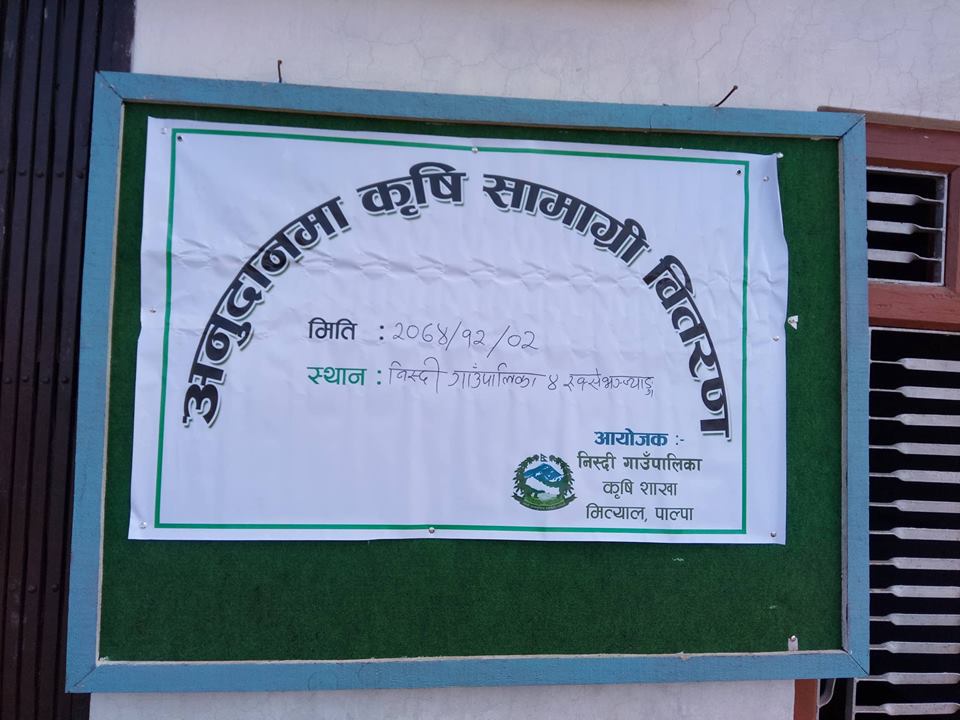 अनुदानमा कृषि सामाग्री वितरण
मिति : २०७४/१२/०२
स्थान : निस्दी गाउँपालिका ४
आयोजक :-
निस्दी गाउँपालिका
कृषि शाखा
मित्याल, पाल्पा